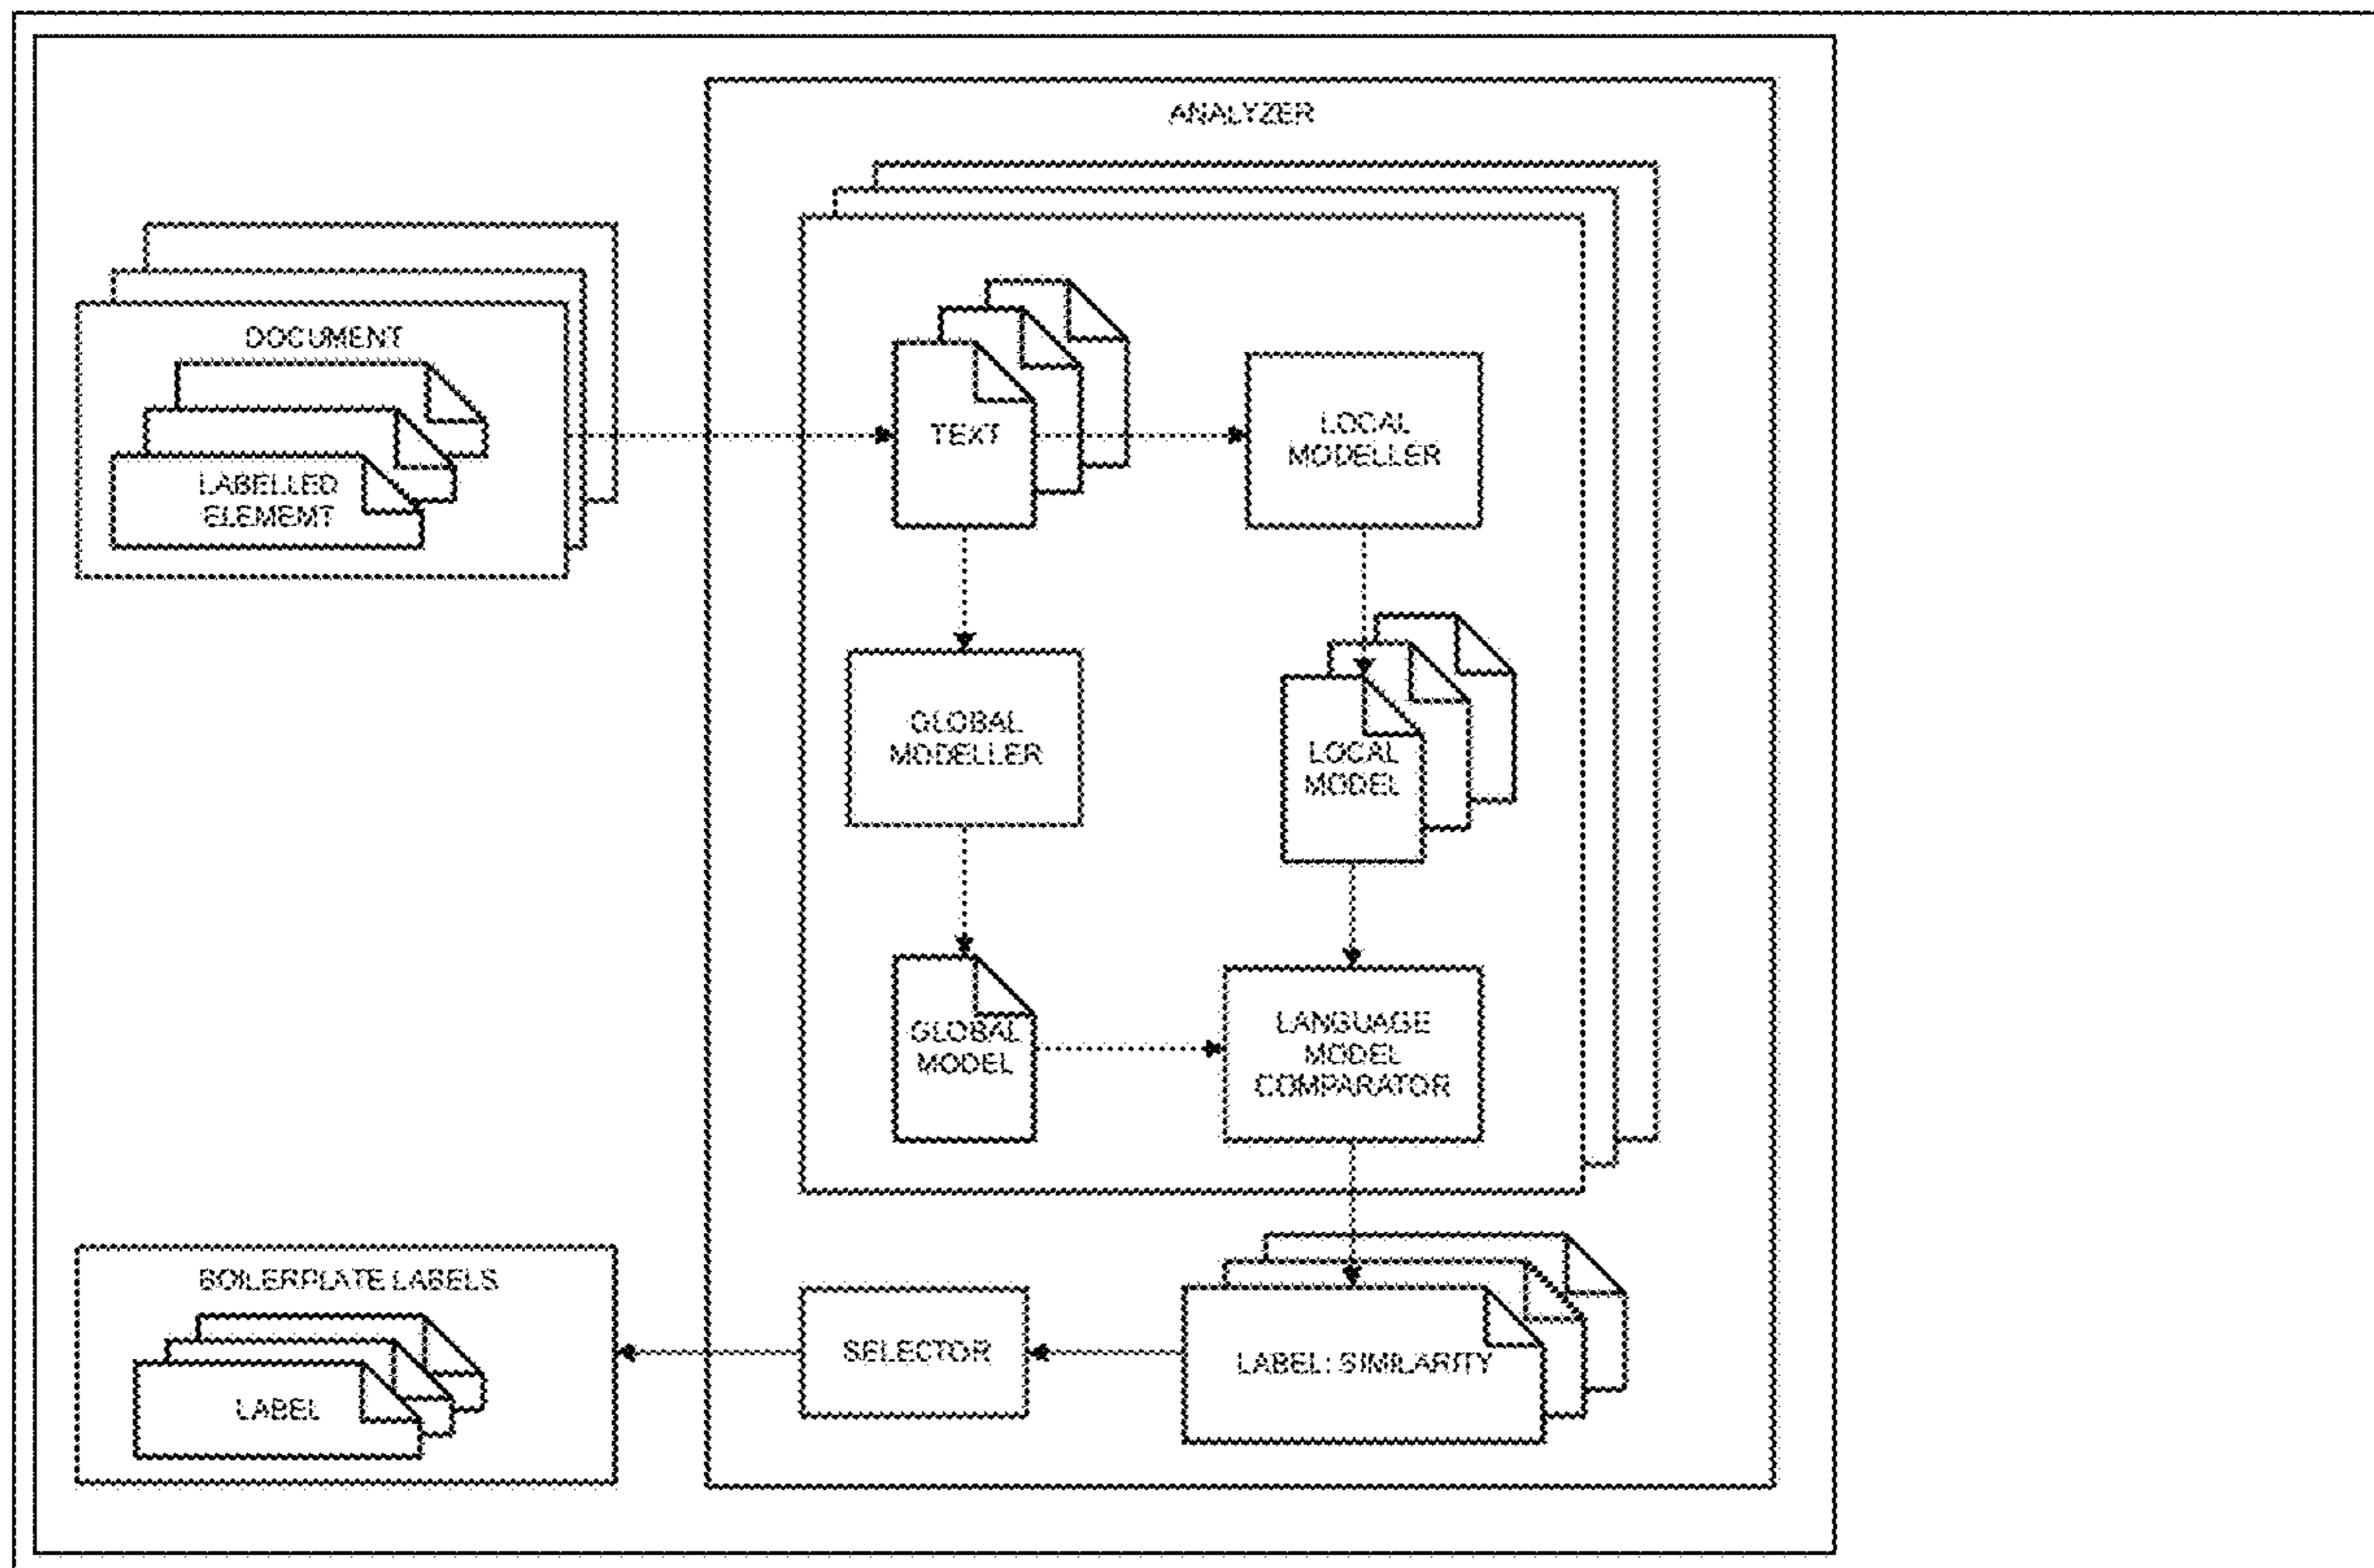 ANALYZER
DOCUMENT
LABELLED
ELEMEMT
TEXT
LOCAL
MODELLER
GLOBAL
MODELLER
LOCAL
MODEL
GLOBAL
MODEL
LANGUAGE
MODEL
COMPARATOR
BOILERPLATE LABELS
LABEL
SELECTOR
LABEL: SIMILARITY